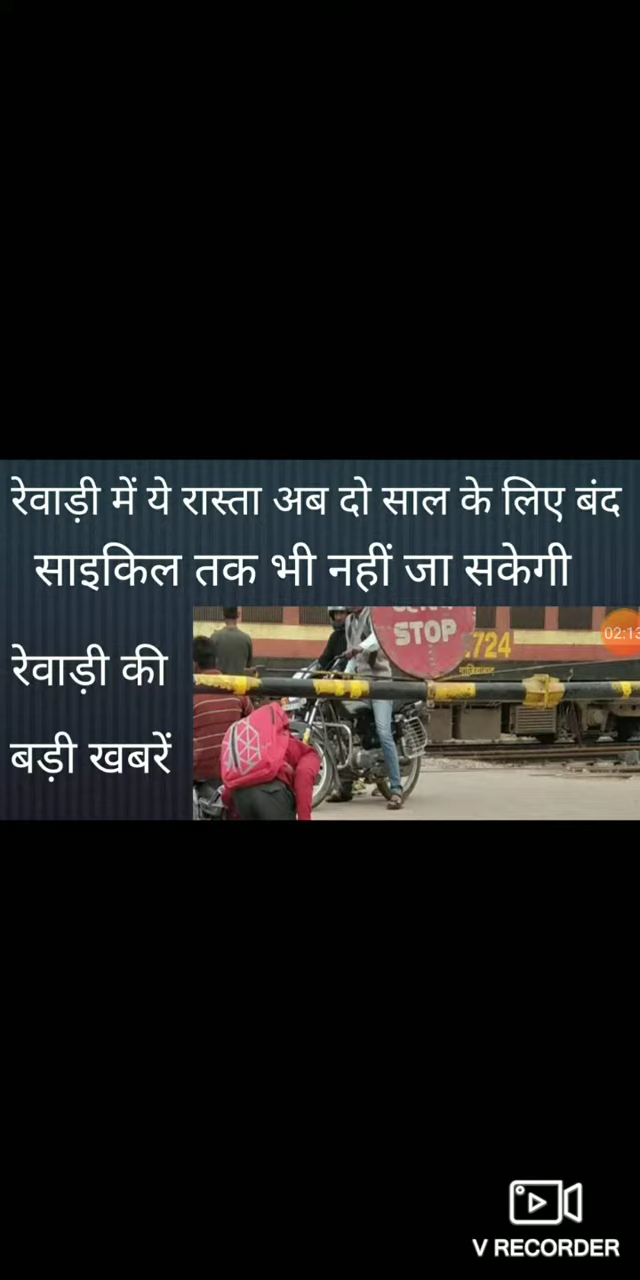 रेवाड़ी में ये रास्ता अब दो साल के लिए बंद
साइकिल तक भी नहीं जा सकेगी
रेवाड़ी की
बड़ी खबरें
STOP
724
02:13
V RECORDER